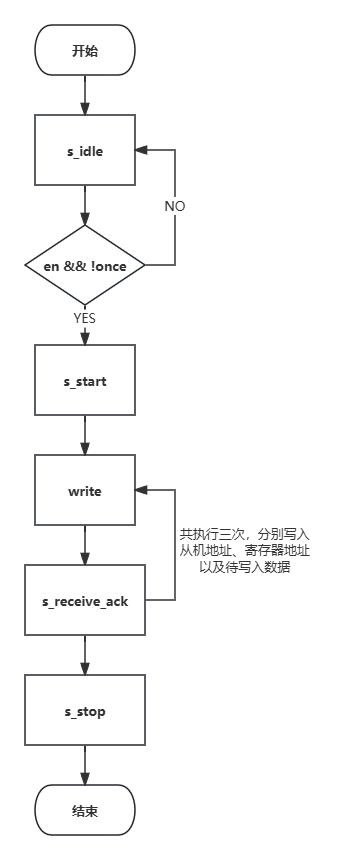 开始
s_idle
NO
en && !once
YES
s_start
write
共执行三次，分别写入
从机地址、寄存器地址
以及待写入数据
s_receive_ack
s_stop
结束